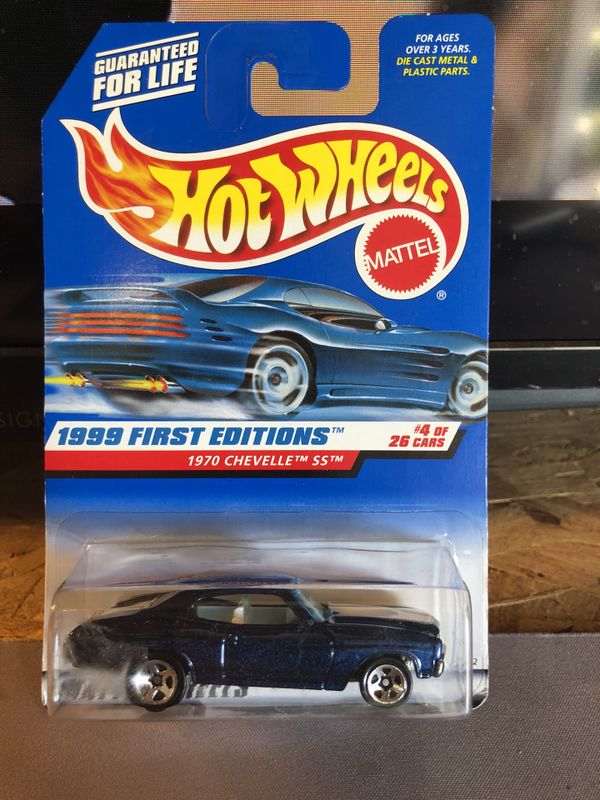 GUARANTEED
FOR LIFE
FOR AGES
OVER 3 YEARS.
DIE CAST METAL &
PLASTIC PARTS.
HOT WHEELS
MATTEL
®
1999 FIRST EDITIONS™
#4 OF
26 CARS
1970 CHEVELLE™ SS™